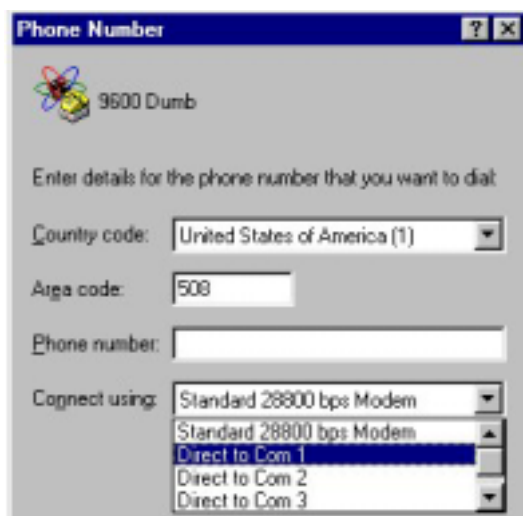 Phone Number
9600 Dumb
Enter details for the phone number that you want to dial:
Country code: United States of America (1)
Area code: 508
Phone number:
Connect using: Standard 28800 bps Modem
Standard 28800 bps Modem
Direct to Com 1
Direct to Com 2
Direct to Com 3